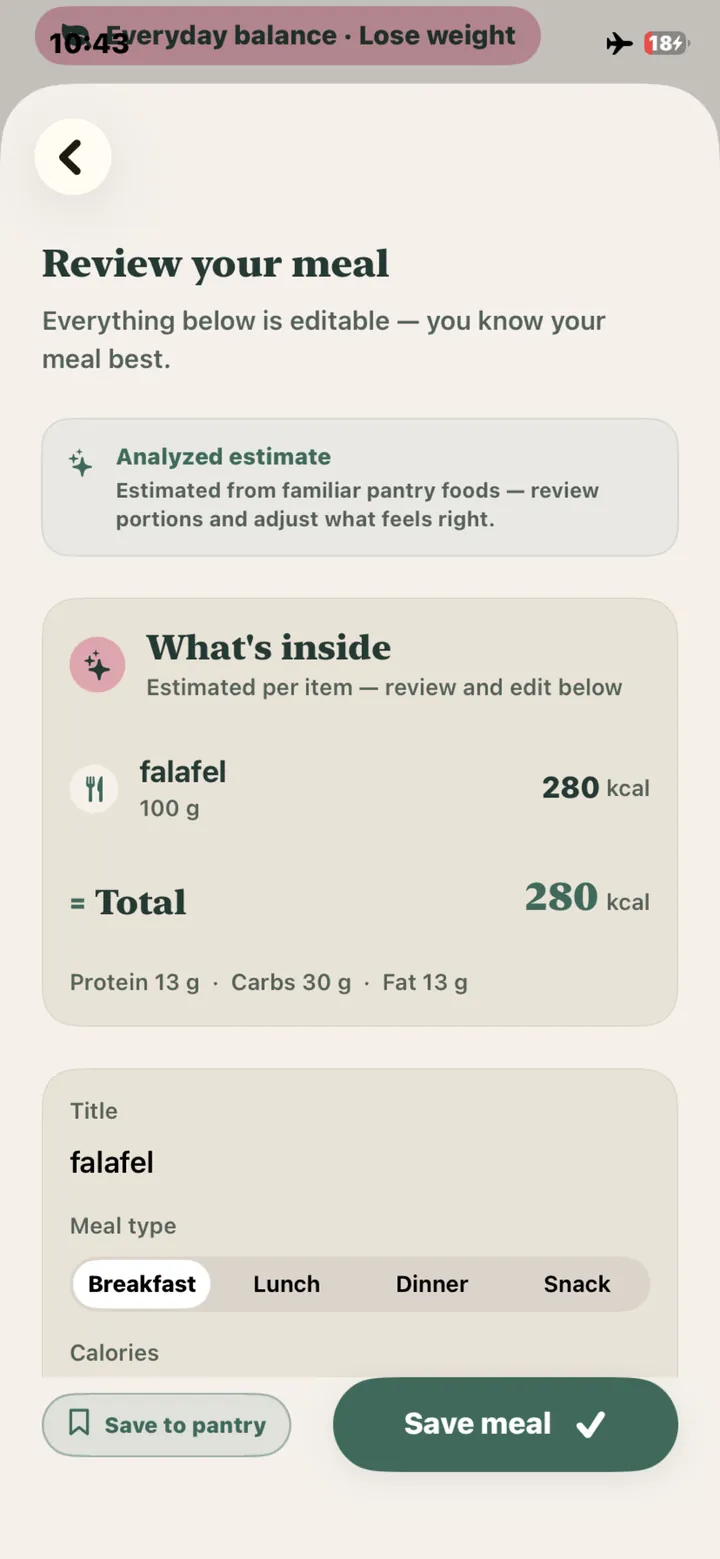 10:43
Everyday balance · Lose weight
18
Review your meal
Everything below is editable — you know your
meal best.
Analyzed estimate
Estimated from familiar pantry foods — review
portions and adjust what feels right.
What's inside
Estimated per item — review and edit below
falafel
100 g
280 kcal
= Total
280 kcal
Protein 13 g · Carbs 30 g · Fat 13 g
Title
falafel
Meal type
Breakfast
Lunch
Dinner
Snack
Calories
Save to pantry
Save meal